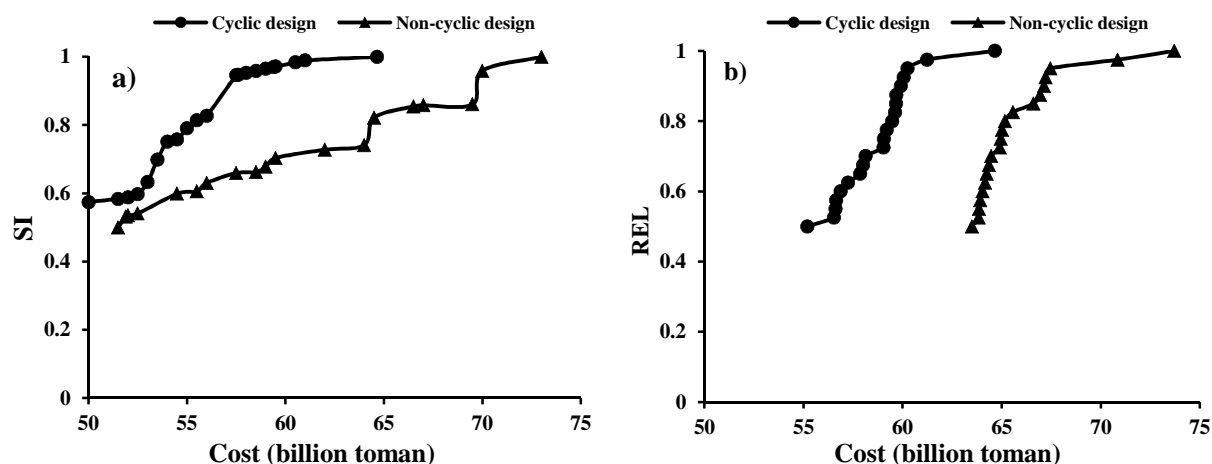 Cyclic design Non-cyclic design
a)
1
0.8
0.6
0.4
0.2
0
SI
50 55 60 65 70 75
Cost (billion toman)
Cyclic design Non-cyclic design
b)
1
0.8
0.6
0.4
0.2
0
REL
50 55 60 65 70 75
Cost (billion toman)